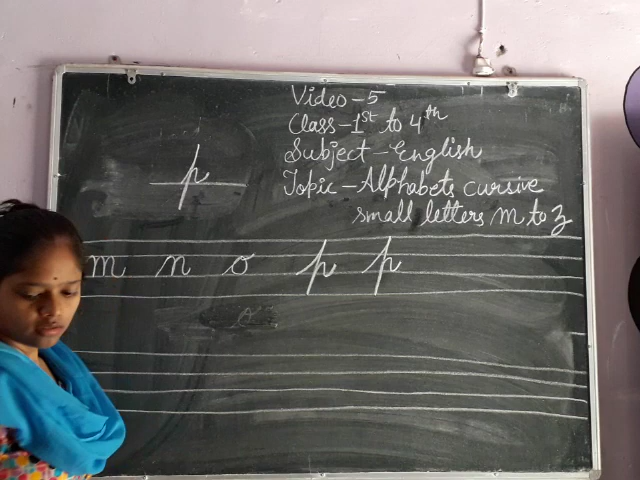 Video-5
Class-1st to 4th
Subject-English
Topic-Alphabets cursive
small letters m to z
p
m n o p p
o